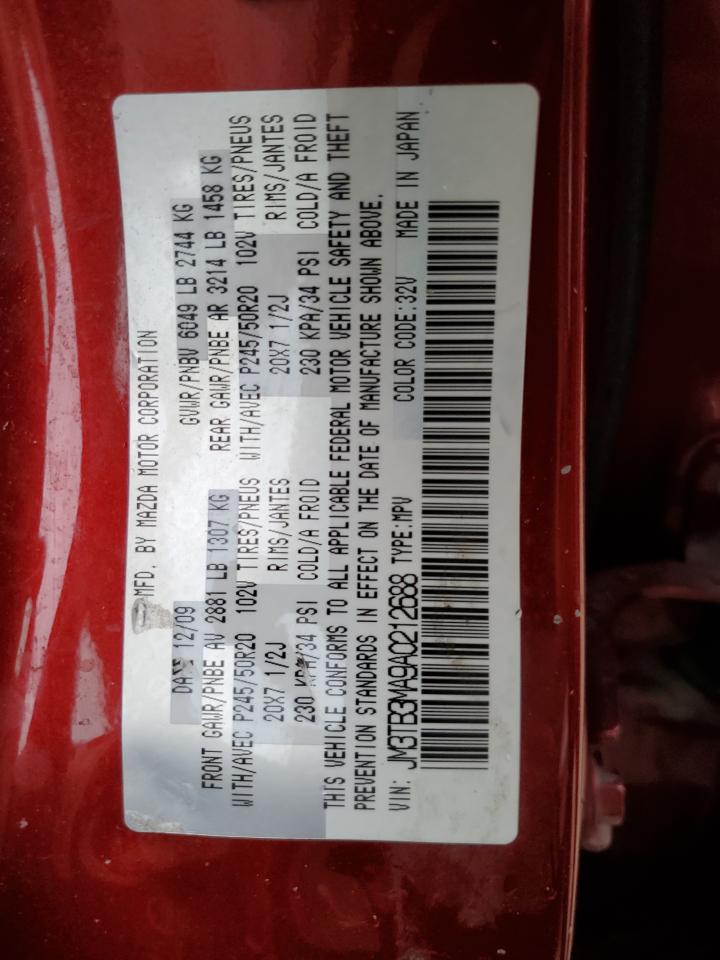 MFD. BY MAZDA MOTOR CORPORATION
DATE 12/09 GVWR/PNBV 6049 LB 2744 KG
FRONT GAWR/PNBE AV 2881 LB 1307 KG REAR GAWR/PNBE AR 3214 LB 1458 KG
WITH/AVEC P245/50R20 102V TIRES/PNEUS WITH/AVEC P245/50R20 102V TIRES/PNEUS
20X7 1/2J RIMS/JANTES 20X7 1/2J RIMS/JANTES
230 KPA/34 PSI COLD/A FROID 230 KPA/34 PSI COLD/A FROID
THIS VEHICLE CONFORMS TO ALL APPLICABLE FEDERAL MOTOR VEHICLE SAFETY AND THEFT
PREVENTION STANDARDS IN EFFECT ON THE DATE OF MANUFACTURE SHOWN ABOVE.
VIN: JM3TB3MA9A0212688 TYPE:MPV COLOR CODE:32V MADE IN JAPAN